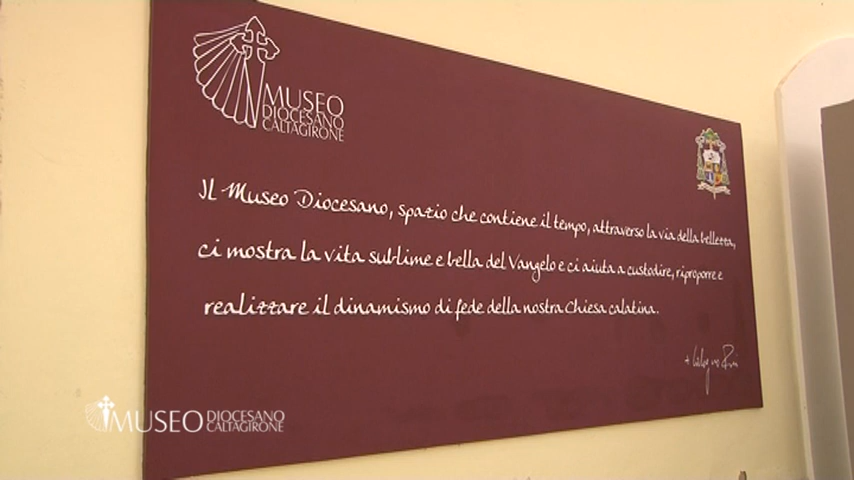 MUSEO
DIOCESANO
CALTAGIRONE
Il Museo Diocesano, spazio che contiene il tempo, attraverso la via della bellezza,
ci mostra la vita sublime e bella del Vangelo e ci aiuta a custodire, riproporre e
realizzare il dinamismo di fede della nostra Chiesa calatina.
MUSEO DIOCESANO
CALTAGIRONE